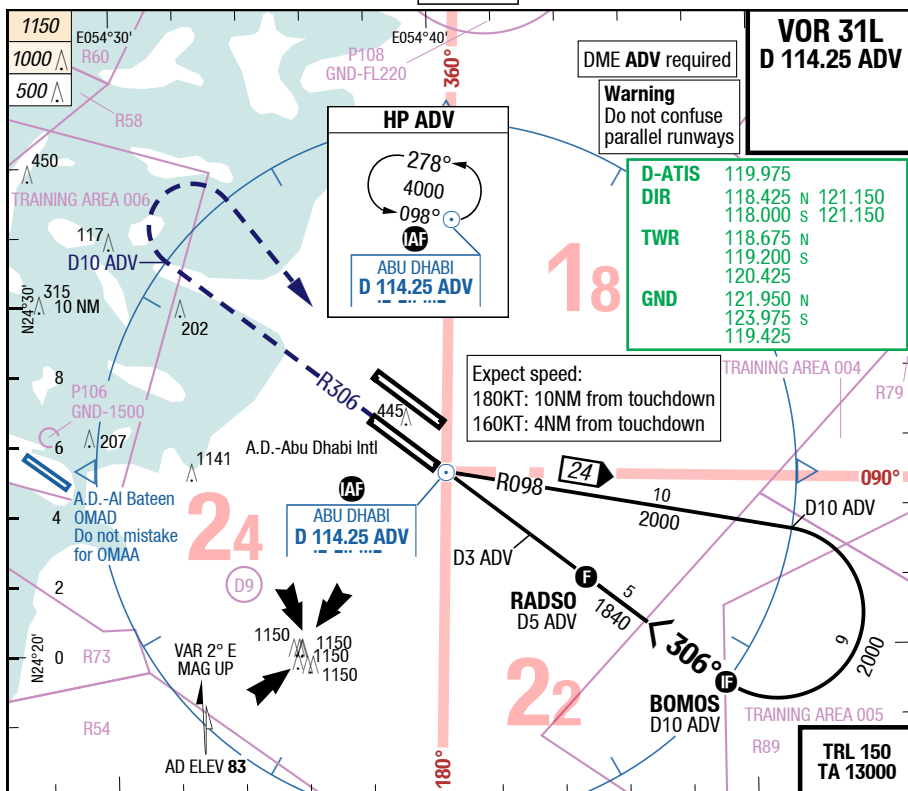 1150
1000
500
E054°30'
E054°40'
R60
R58
P108
GND-FL220
360°
DME ADV required
Warning
Do not confuse
parallel runways
VOR 31L
D 114.25 ADV
HP ADV
278°
4000
098°
IAF
ABU DHABI
D 114.25 ADV
D-ATIS 119.975
DIR 118.425 N 121.150
118.000 S 121.150
TWR 118.675 N
119.200 S
120.425
GND 121.950 N
123.975 S
119.425
450
TRAINING AREA 006
117
D10 ADV
N24°30'
315
10 NM
202
18
R306
8
P106
GND-1500
445
Expect speed:
180KT: 10NM from touchdown
160KT: 4NM from touchdown
TRAINING AREA 004
R79
6
207
A.D.-Abu Dhabi Intl
1141
A.D.-Al Bateen
OMAD
Do not mistake
for OMAA
4
24
IAF
ABU DHABI
D 114.25 ADV
R098
24
10
2000
090°
D10 ADV
D3 ADV
2
D9
F
RADSO
D5 ADV
5
1840
1150
1150
1150
1150
306°
9
2000
0
N24°20'
R73
VAR 2° E
MAG UP
IF
BOMOS
D10 ADV
22
TRAINING AREA 005
R54
R89
AD ELEV 83
180°
TRL 150
TA 13000